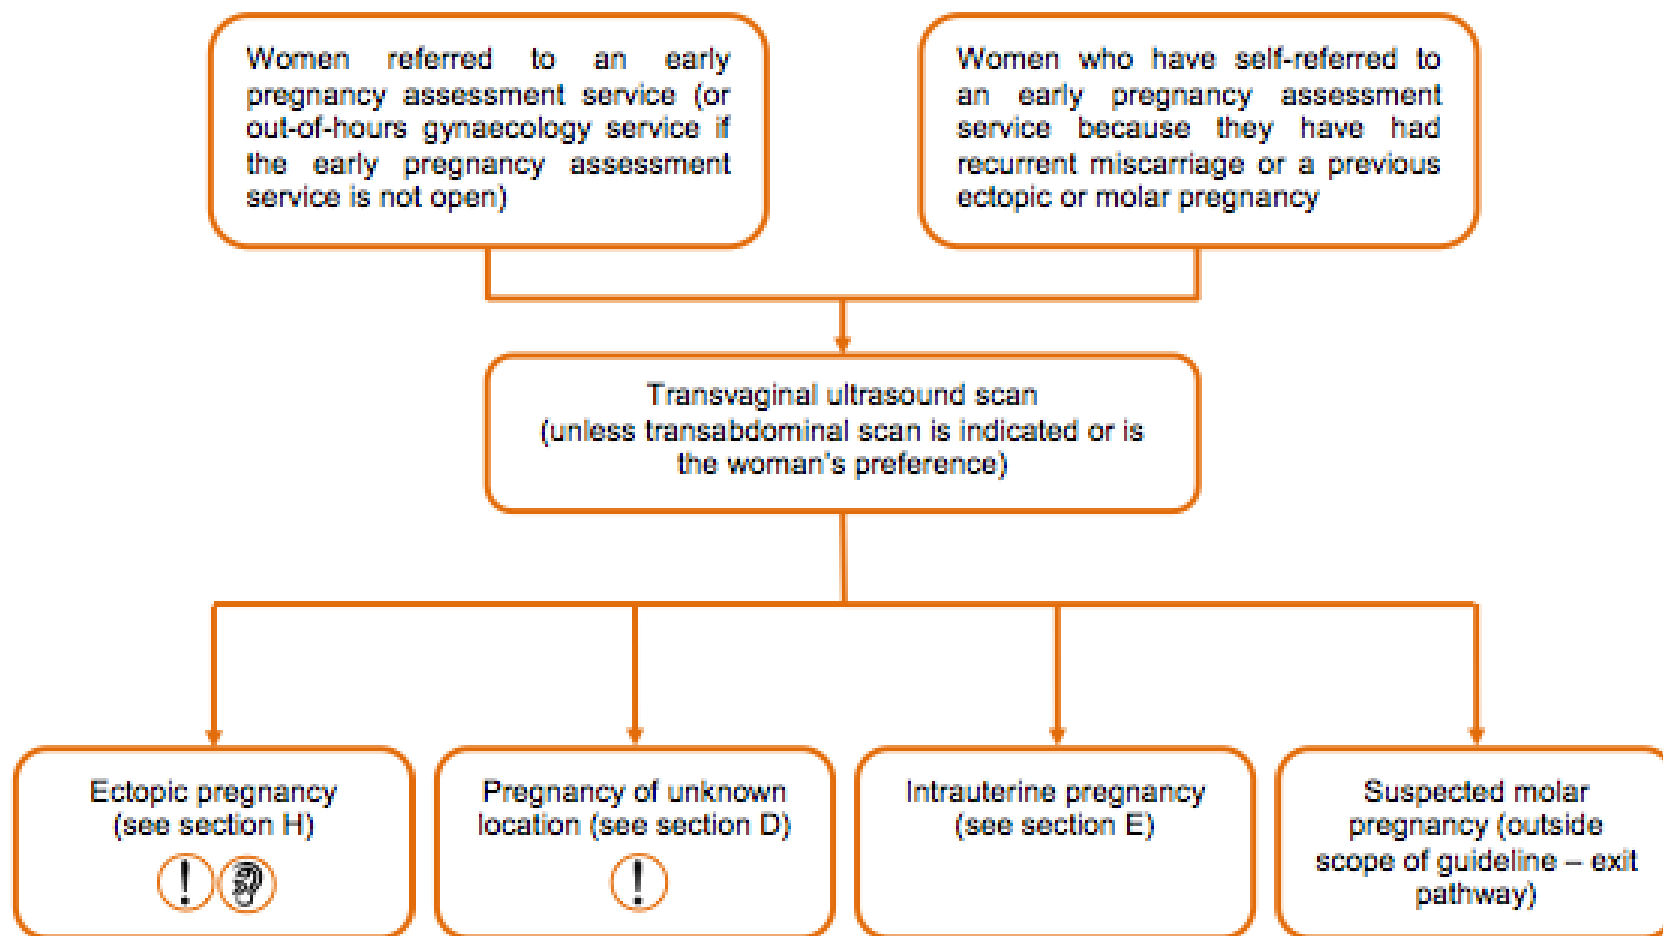 Women referred to an early
pregnancy assessment service (or
out-of-hours gynaecology service if
the early pregnancy assessment
service is not open)
Women who have self-referred to
an early pregnancy assessment
service because they have had
recurrent miscarriage or a previous
ectopic or molar pregnancy
Transvaginal ultrasound scan
(unless transabdominal scan is indicated or is
the woman's preference)
Ectopic pregnancy
(see section H)
!
Pregnancy of unknown
location (see section D)
!
Intrauterine pregnancy
(see section E)
Suspected molar
pregnancy (outside
scope of guideline – exit
pathway)